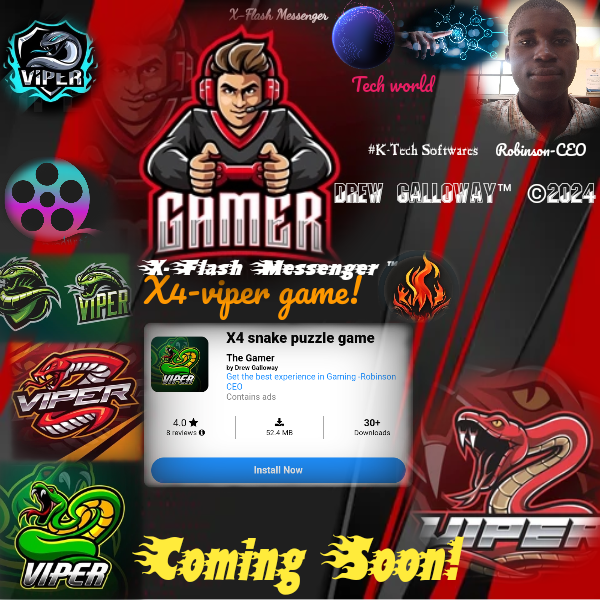 X-Flash Messenger
VIPER
Tech world
#K-Tech Softwares
Robinson-CEO
GAMER
DREW GALLOWAY™ ©2024
X-Flash Messenger™
X4-viper game!
VIPER
X4 snake puzzle game
The Gamer
by Drew Galloway
Get the best experience in Gaming -Robinson
CEO
Contains ads
VIPER
4.0 ★
8 reviews
52.4 MB
30+
Downloads
Install Now
VIPER
VIPER
VIPER
Coming Soon!